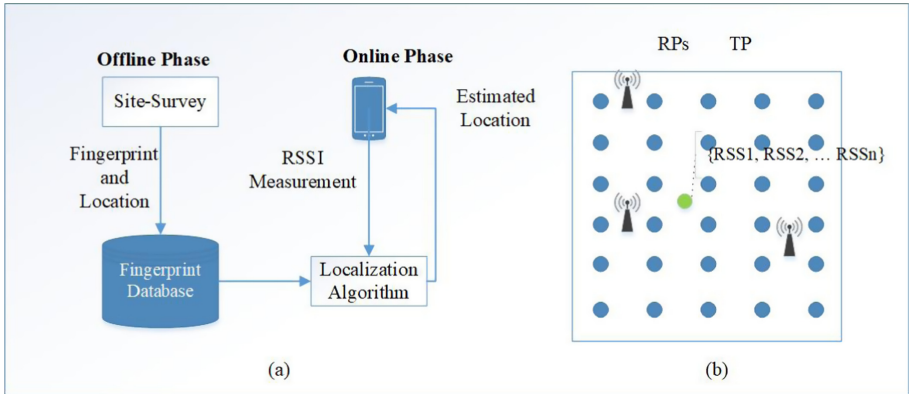 Offline Phase
Site-Survey
Fingerprint
and
Location
Fingerprint
Database
Online Phase
RSSI
Measurement
Estimated
Location
Localization
Algorithm
(a)
RPs TP
{RSS1, RSS2, … RSSn}
(b)